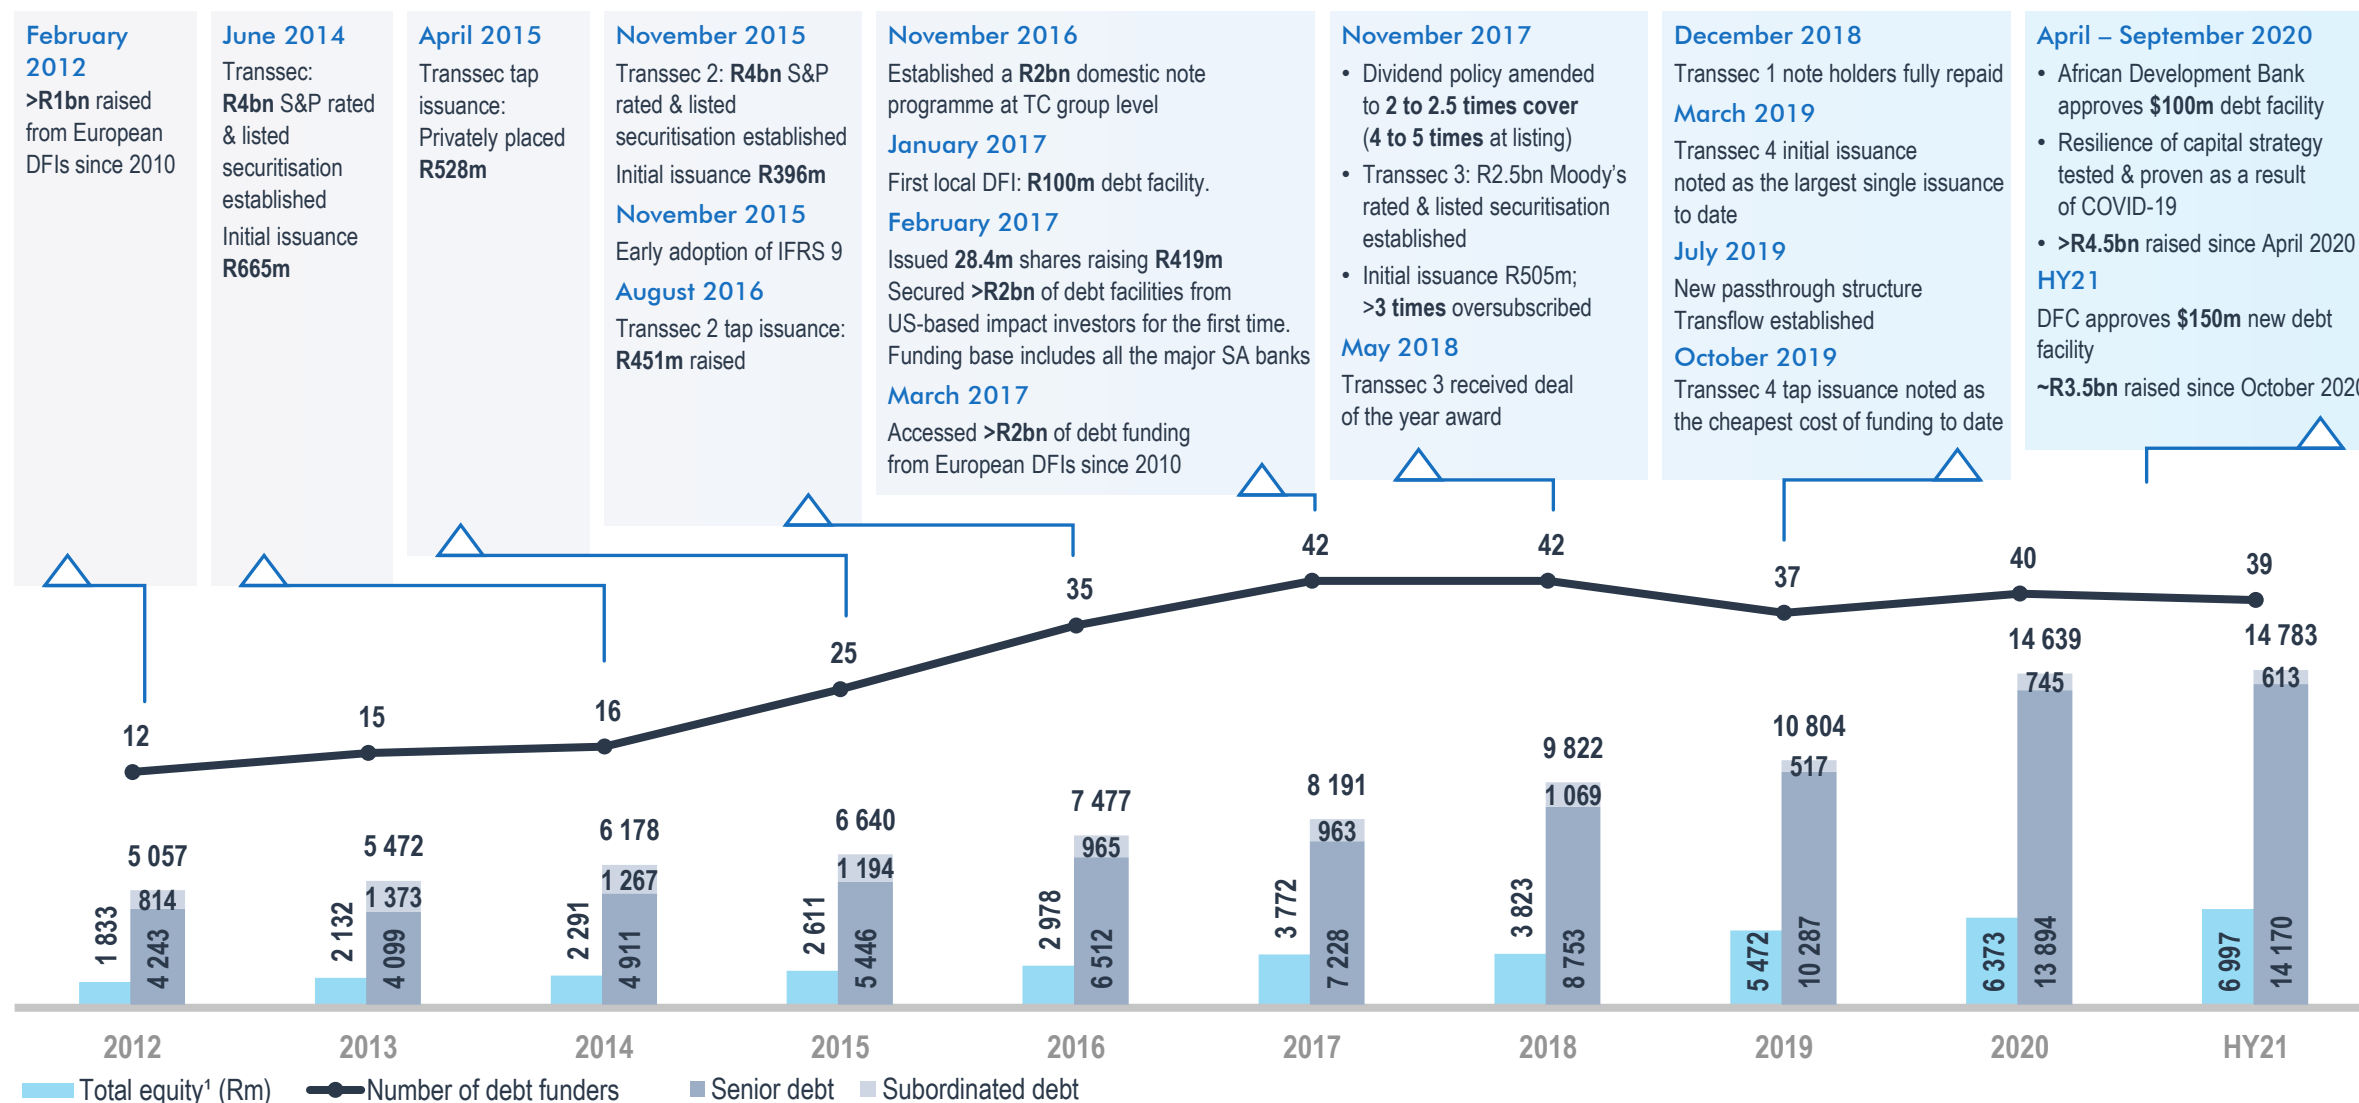 February
2012
>R1bn raised
from European
DFIs since 2010
June 2014
Transsec:
R4bn S&P rated
& listed
securitisation
established
Initial issuance
R665m
April 2015
Transsec tap
issuance:
Privately placed
R528m
November 2015
Transsec 2: R4bn S&P
rated & listed
securitisation established
Initial issuance R396m
November 2015
Early adoption of IFRS 9
August 2016
Transsec 2 tap issuance:
R451m raised
November 2016
Established a R2bn domestic note
programme at TC group level
January 2017
First local DFI: R100m debt facility.
February 2017
Issued 28.4m shares raising R419m
Secured >R2bn of debt facilities from
US-based impact investors for the first time.
Funding base includes all the major SA banks
March 2017
Accessed >R2bn of debt funding
from European DFIs since 2010
November 2017
• Dividend policy amended
to 2 to 2.5 times cover
(4 to 5 times at listing)
• Transsec 3: R2.5bn Moody's
rated & listed securitisation
established
• Initial issuance R505m;
>3 times oversubscribed
May 2018
Transsec 3 received deal
of the year award
December 2018
Transsec 1 note holders fully repaid
March 2019
Transsec 4 initial issuance
noted as the largest single issuance
to date
July 2019
New passthrough structure
Transflow established
October 2019
Transsec 4 tap issuance noted as
the cheapest cost of funding to date
April – September 2020
• African Development Bank
approves $100m debt facility
• Resilience of capital strategy
tested & proven as a result
of COVID-19
• >R4.5bn raised since April 2020
HY21
DFC approves $150m new debt
facility
~R3.5bn raised since October 2020
12
15
16
25
35
42
42
37
40
39
5 057
814
1 833
4 243
5 472
1 373
2 132
4 099
6 178
1 267
2 291
4 911
6 640
1 194
2 611
5 446
7 477
965
2 978
6 512
8 191
963
3 772
7 228
9 822
1 069
3 823
8 753
10 804
517
5 472
10 287
14 639
745
6 373
13 894
14 783
613
6 997
14 170
2012
2013
2014
2015
2016
2017
2018
2019
2020
HY21
Total equity¹ (Rm)
Number of debt funders
Senior debt
Subordinated debt